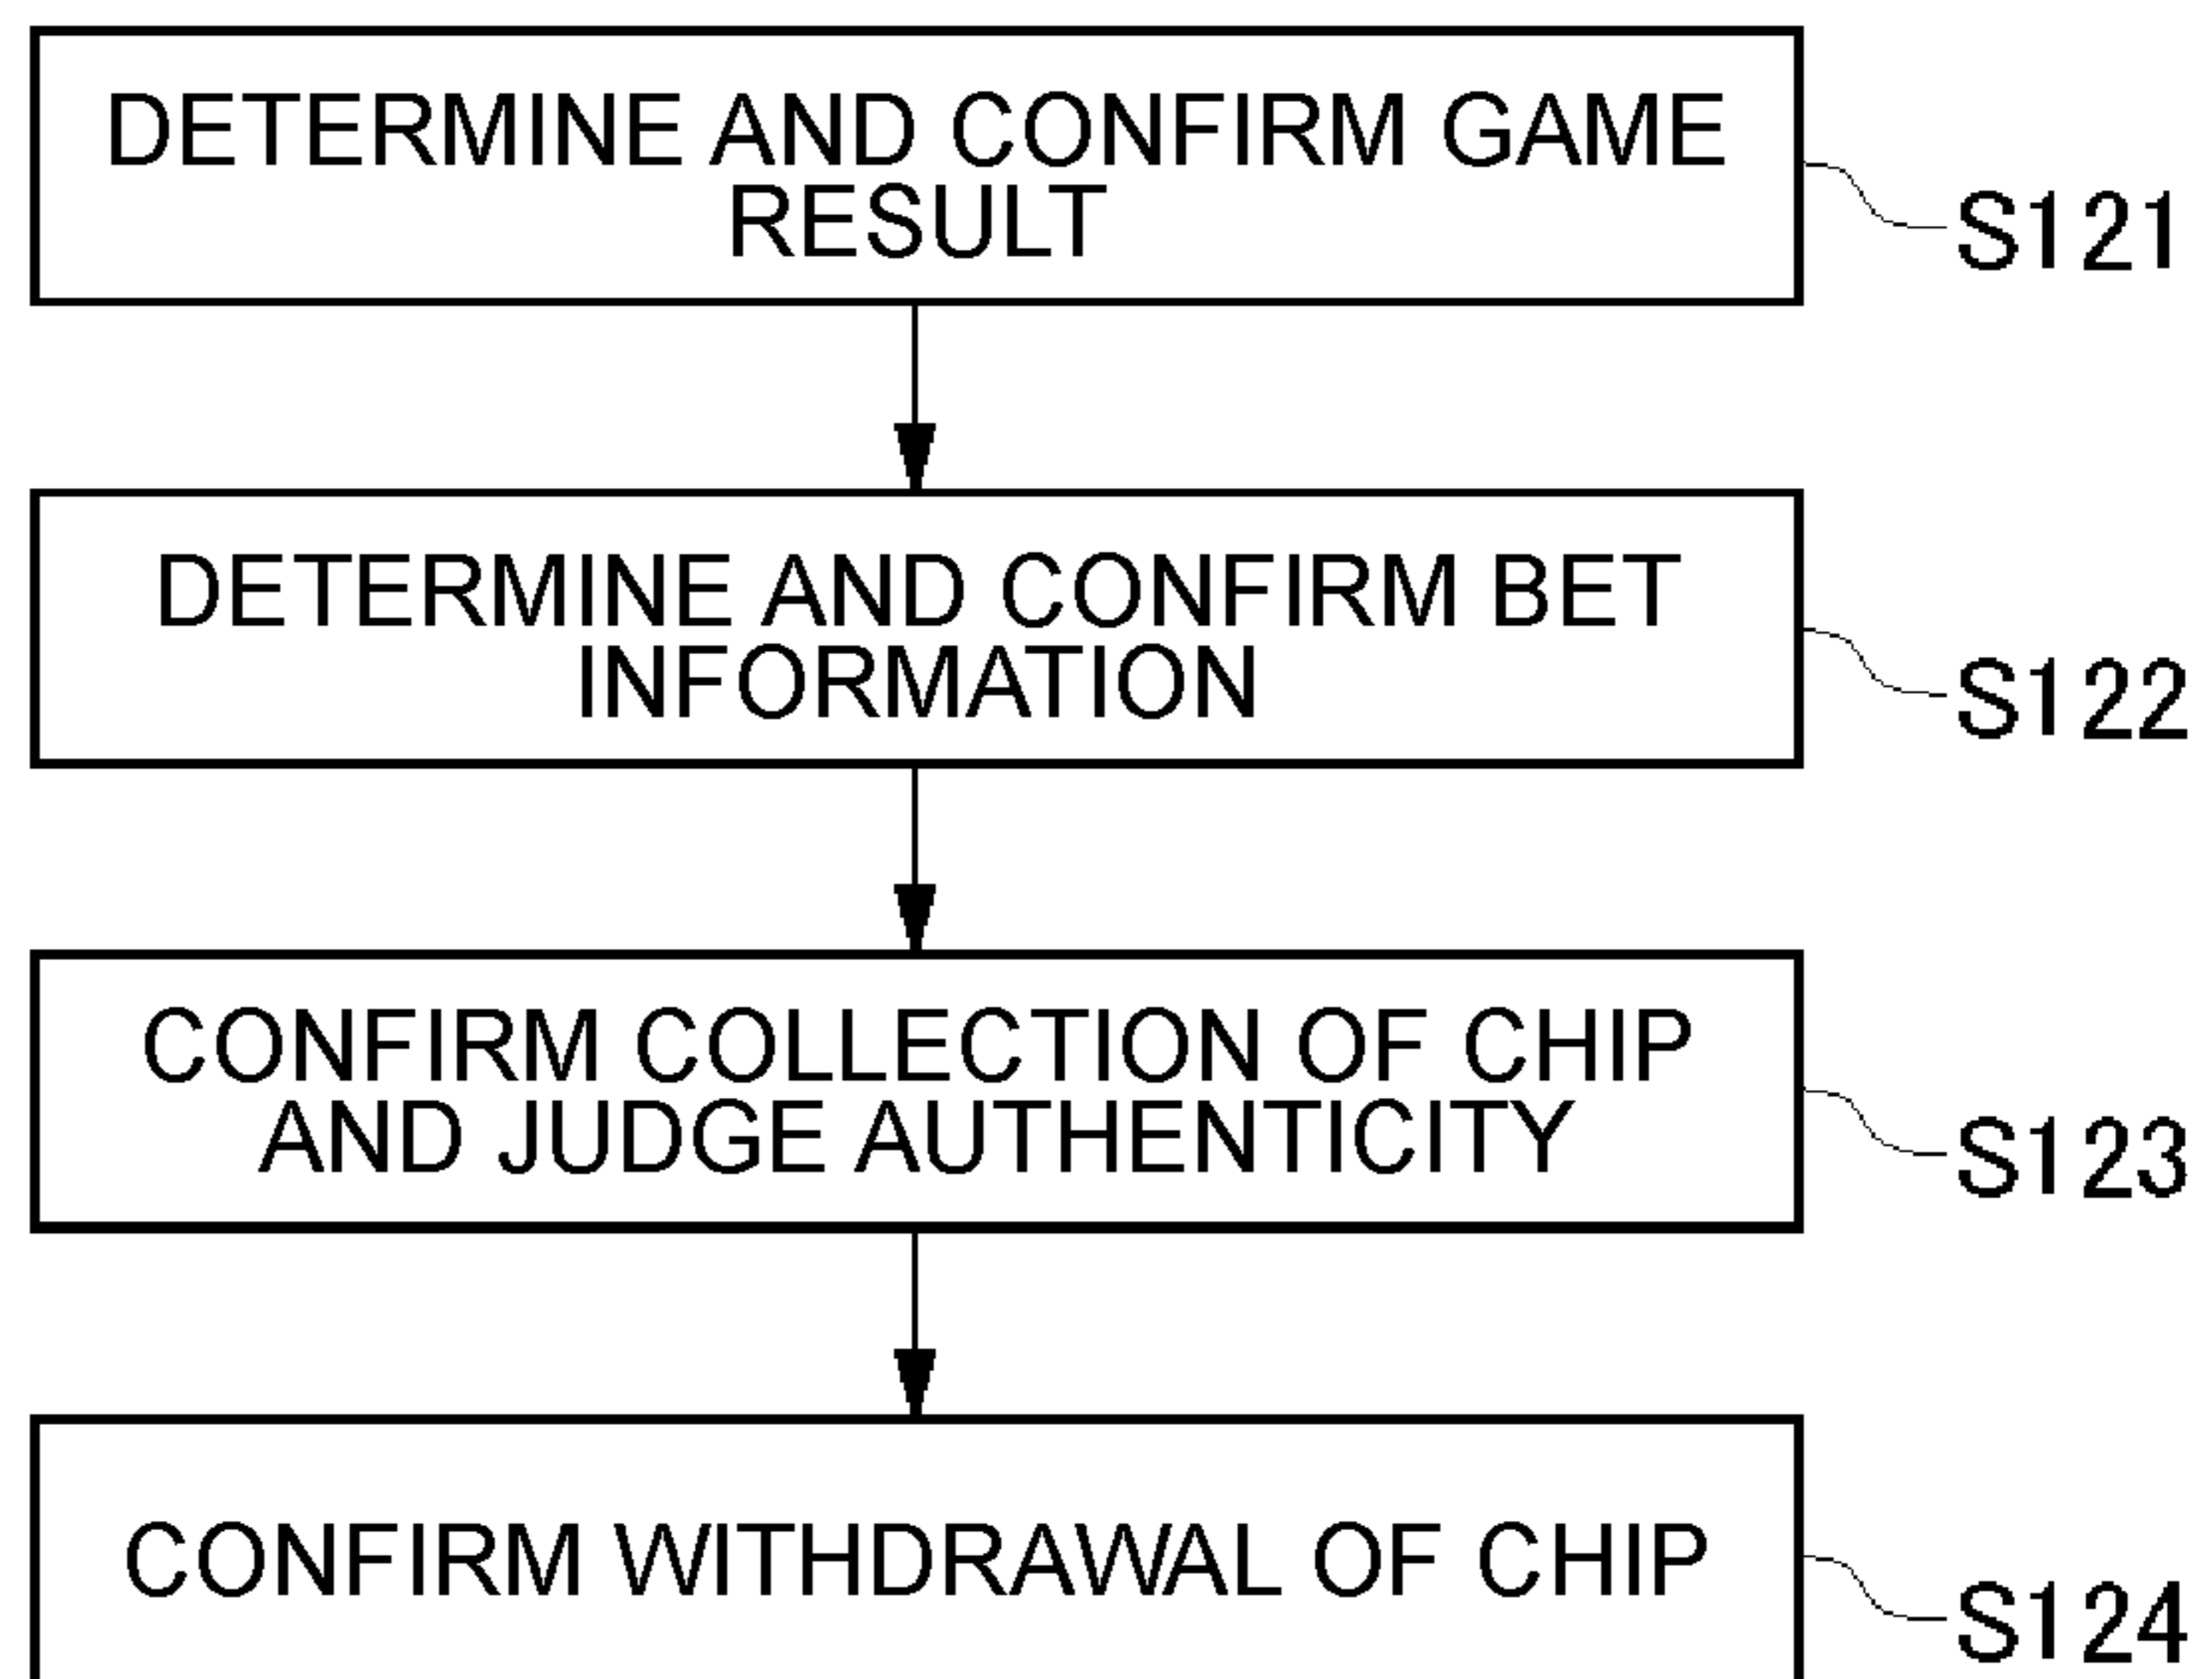 DETERMINE AND CONFIRM GAME
RESULT
S121
DETERMINE AND CONFIRM BET
INFORMATION
S122
CONFIRM COLLECTION OF CHIP
AND JUDGE AUTHENTICITY
S123
CONFIRM WITHDRAWAL OF CHIP
S124